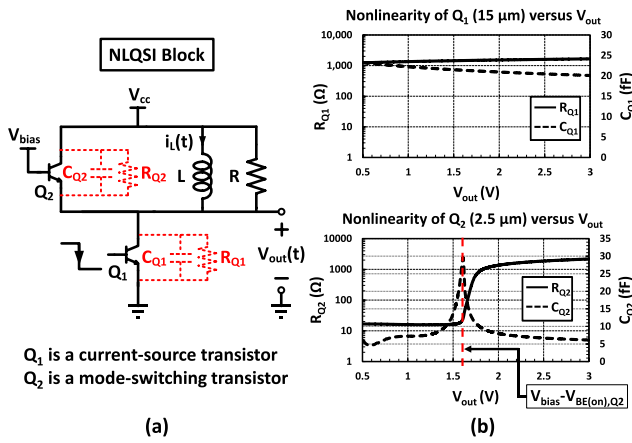 NLQSI Block
Vcc
Vbias
iL(t)
CQ2
RQ2
L
R
Q2
+
CQ1
RQ1
Vout(t)
Q1
−
Q1 is a current-source transistor
Q2 is a mode-switching transistor
(a)
Nonlinearity of Q1 (15 μm) versus Vout
10,000
1,000
100
10
1
RQ1 (Ω)
RQ1
CQ1
30
25
20
15
10
5
0
CQ1 (fF)
0.5 1 1.5 2 2.5 3
Vout (V)
Nonlinearity of Q2 (2.5 μm) versus Vout
10000
1000
100
10
1
RQ2 (Ω)
RQ2
CQ2
35
30
25
20
15
10
5
0
CQ2 (fF)
0.5 1 1.5 2 2.5 3
Vout (V)
Vbias-VBE(on),Q2
(b)